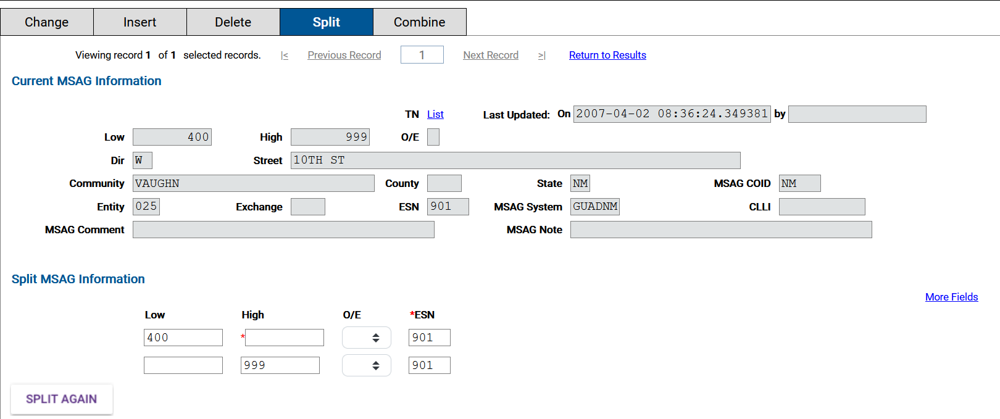 Change Insert Delete Split Combine
Viewing record 1 of 1 selected records. |< Previous Record 1 Next Record >| Return to Results
Current MSAG Information
TN List Last Updated: On 2007-04-02 08:36:24.349381 by
Low 400 High 999 O/E
Dir W Street 10TH ST
Community VAUGHN County State NM MSAG COID NM
Entity 025 Exchange ESN 901 MSAG System GUADNM CLLI
MSAG Comment MSAG Note
Split MSAG Information
More Fields
Low High O/E *ESN
400 * 901
999 901
SPLIT AGAIN